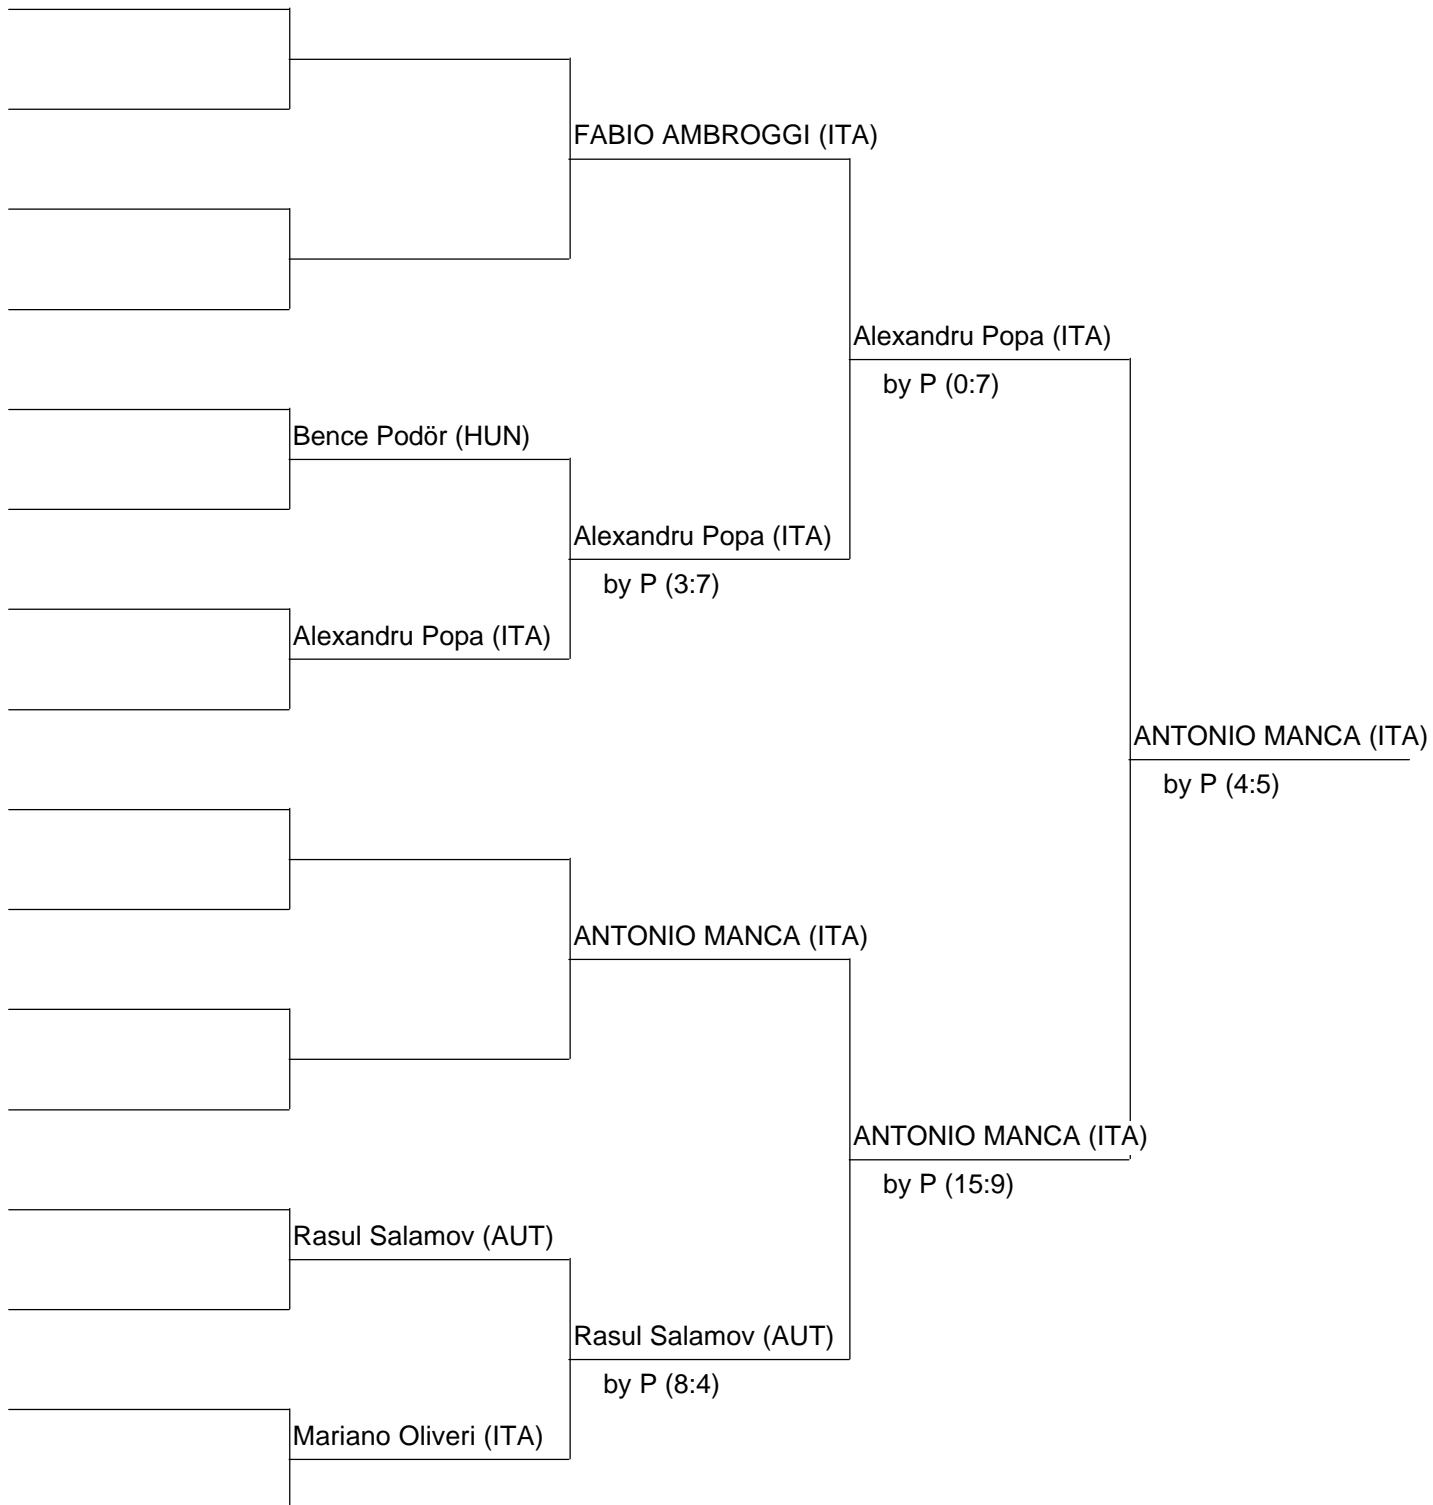 FABIO AMBROGGI (ITA)
Alexandru Popa (ITA)
by P (0:7)
Bence Podör (HUN)
Alexandru Popa (ITA)
by P (3:7)
Alexandru Popa (ITA)
ANTONIO MANCA (ITA)
by P (4:5)
ANTONIO MANCA (ITA)
ANTONIO MANCA (ITA)
by P (15:9)
Rasul Salamov (AUT)
Rasul Salamov (AUT)
by P (8:4)
Mariano Oliveri (ITA)